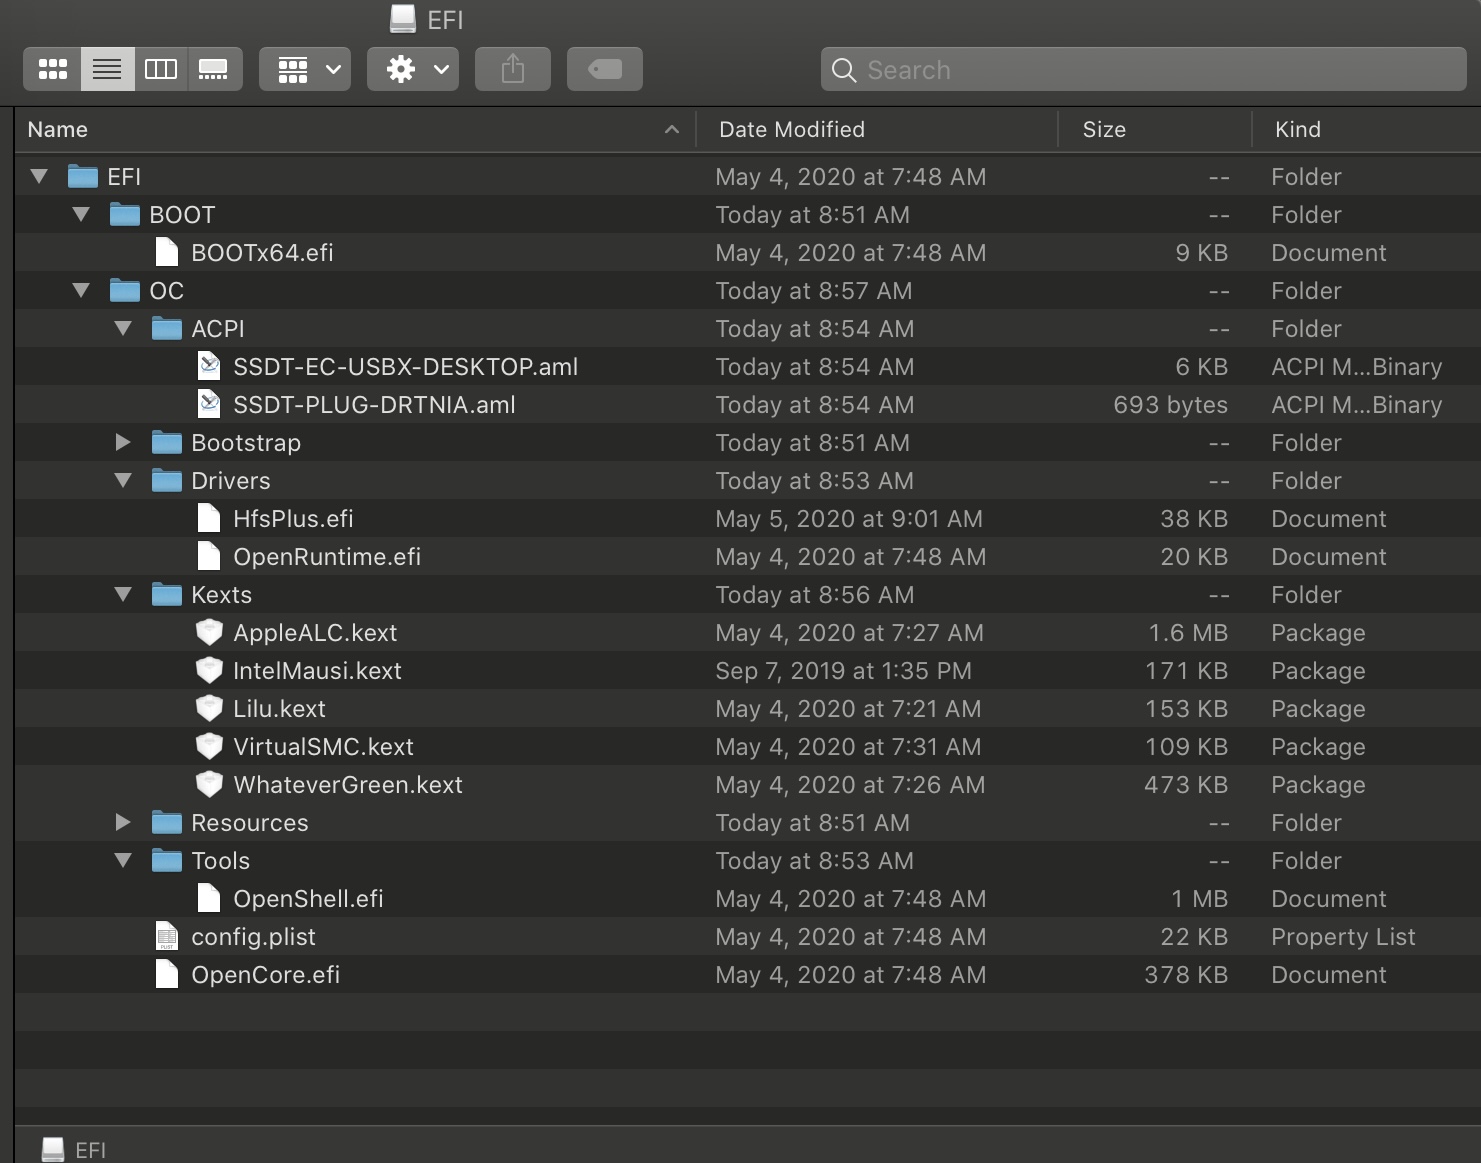 EFI
Search
Name Date Modified Size Kind
EFI May 4, 2020 at 7:48 AM -- Folder
BOOT Today at 8:51 AM -- Folder
BOOTx64.efi May 4, 2020 at 7:48 AM 9 KB Document
OC Today at 8:57 AM -- Folder
ACPI Today at 8:54 AM -- Folder
SSDT-EC-USBX-DESKTOP.aml Today at 8:54 AM 6 KB ACPI M...Binary
SSDT-PLUG-DRTNIA.aml Today at 8:54 AM 693 bytes ACPI M...Binary
Bootstrap Today at 8:51 AM -- Folder
Drivers Today at 8:53 AM -- Folder
HfsPlus.efi May 5, 2020 at 9:01 AM 38 KB Document
OpenRuntime.efi May 4, 2020 at 7:48 AM 20 KB Document
Kexts Today at 8:56 AM -- Folder
AppleALC.kext May 4, 2020 at 7:27 AM 1.6 MB Package
IntelMausi.kext Sep 7, 2019 at 1:35 PM 171 KB Package
Lilu.kext May 4, 2020 at 7:21 AM 153 KB Package
VirtualSMC.kext May 4, 2020 at 7:31 AM 109 KB Package
WhateverGreen.kext May 4, 2020 at 7:26 AM 473 KB Package
Resources Today at 8:51 AM -- Folder
Tools Today at 8:53 AM -- Folder
OpenShell.efi May 4, 2020 at 7:48 AM 1 MB Document
config.plist May 4, 2020 at 7:48 AM 22 KB Property List
OpenCore.efi May 4, 2020 at 7:48 AM 378 KB Document
EFI